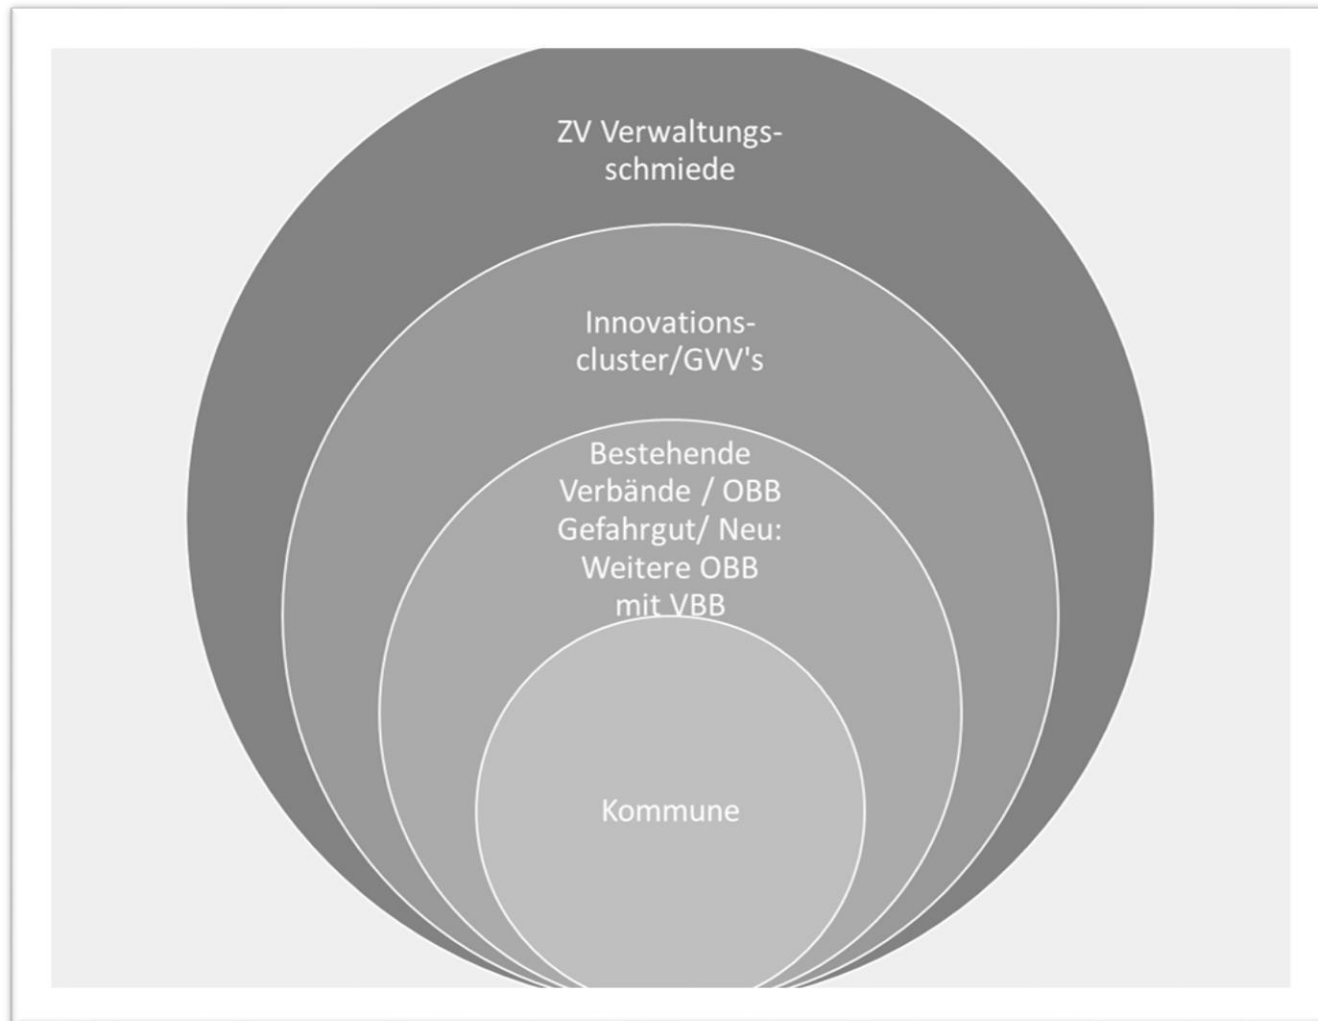 ZV Verwaltungs-
schmiede
Innovations-
cluster/GVV's
Bestehende
Verbände / OBB
Gefahrgut/ Neu:
Weitere OBB
mit VBB
Kommune